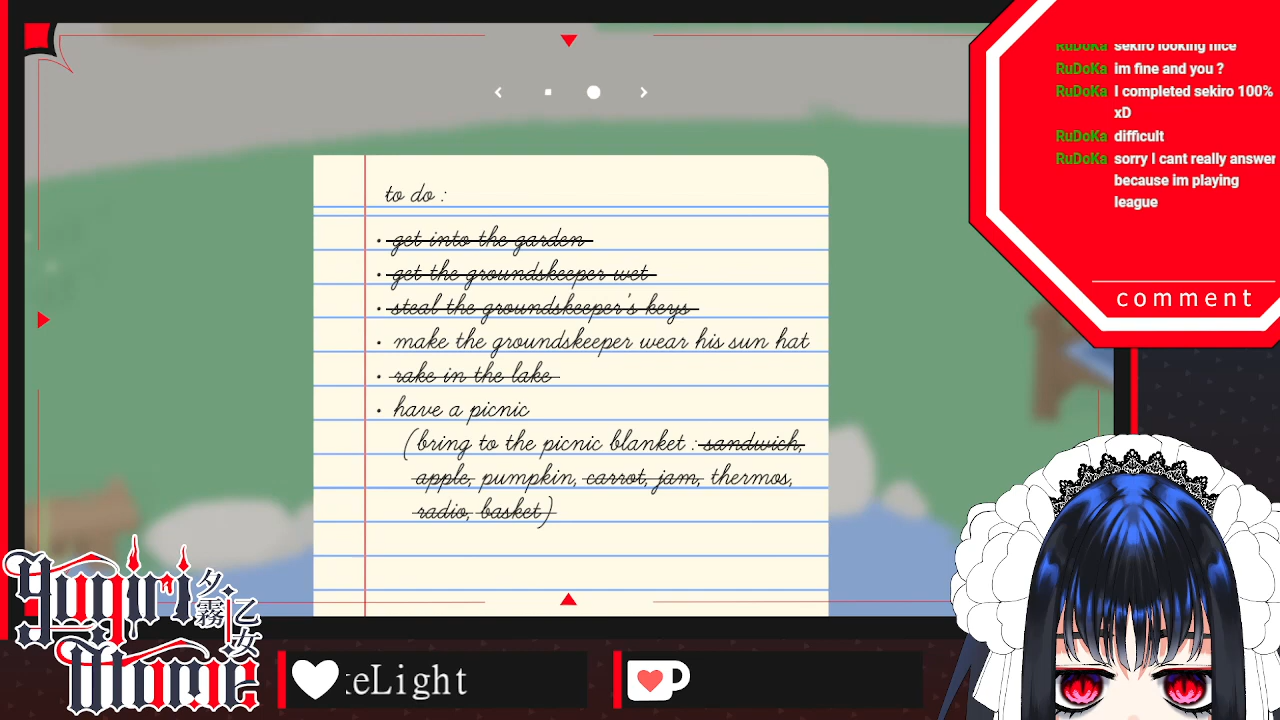 to do :
• get into the garden
• get the groundskeeper wet
• steal the groundskeeper's keys
• make the groundskeeper wear his sun hat
• rake in the lake
• have a picnic
(bring to the picnic blanket : sandwich,
apple, pumpkin, carrot, jam, thermos,
radio, basket)
RuDoKa sekiro looking nice
RuDoKa im fine and you ?
RuDoKa I completed sekiro 100%
xD
RuDoKa difficult
RuDoKa sorry I cant really answer
because im playing
league
comment
Yugiri
夕霧
乙女
Otome
eLight